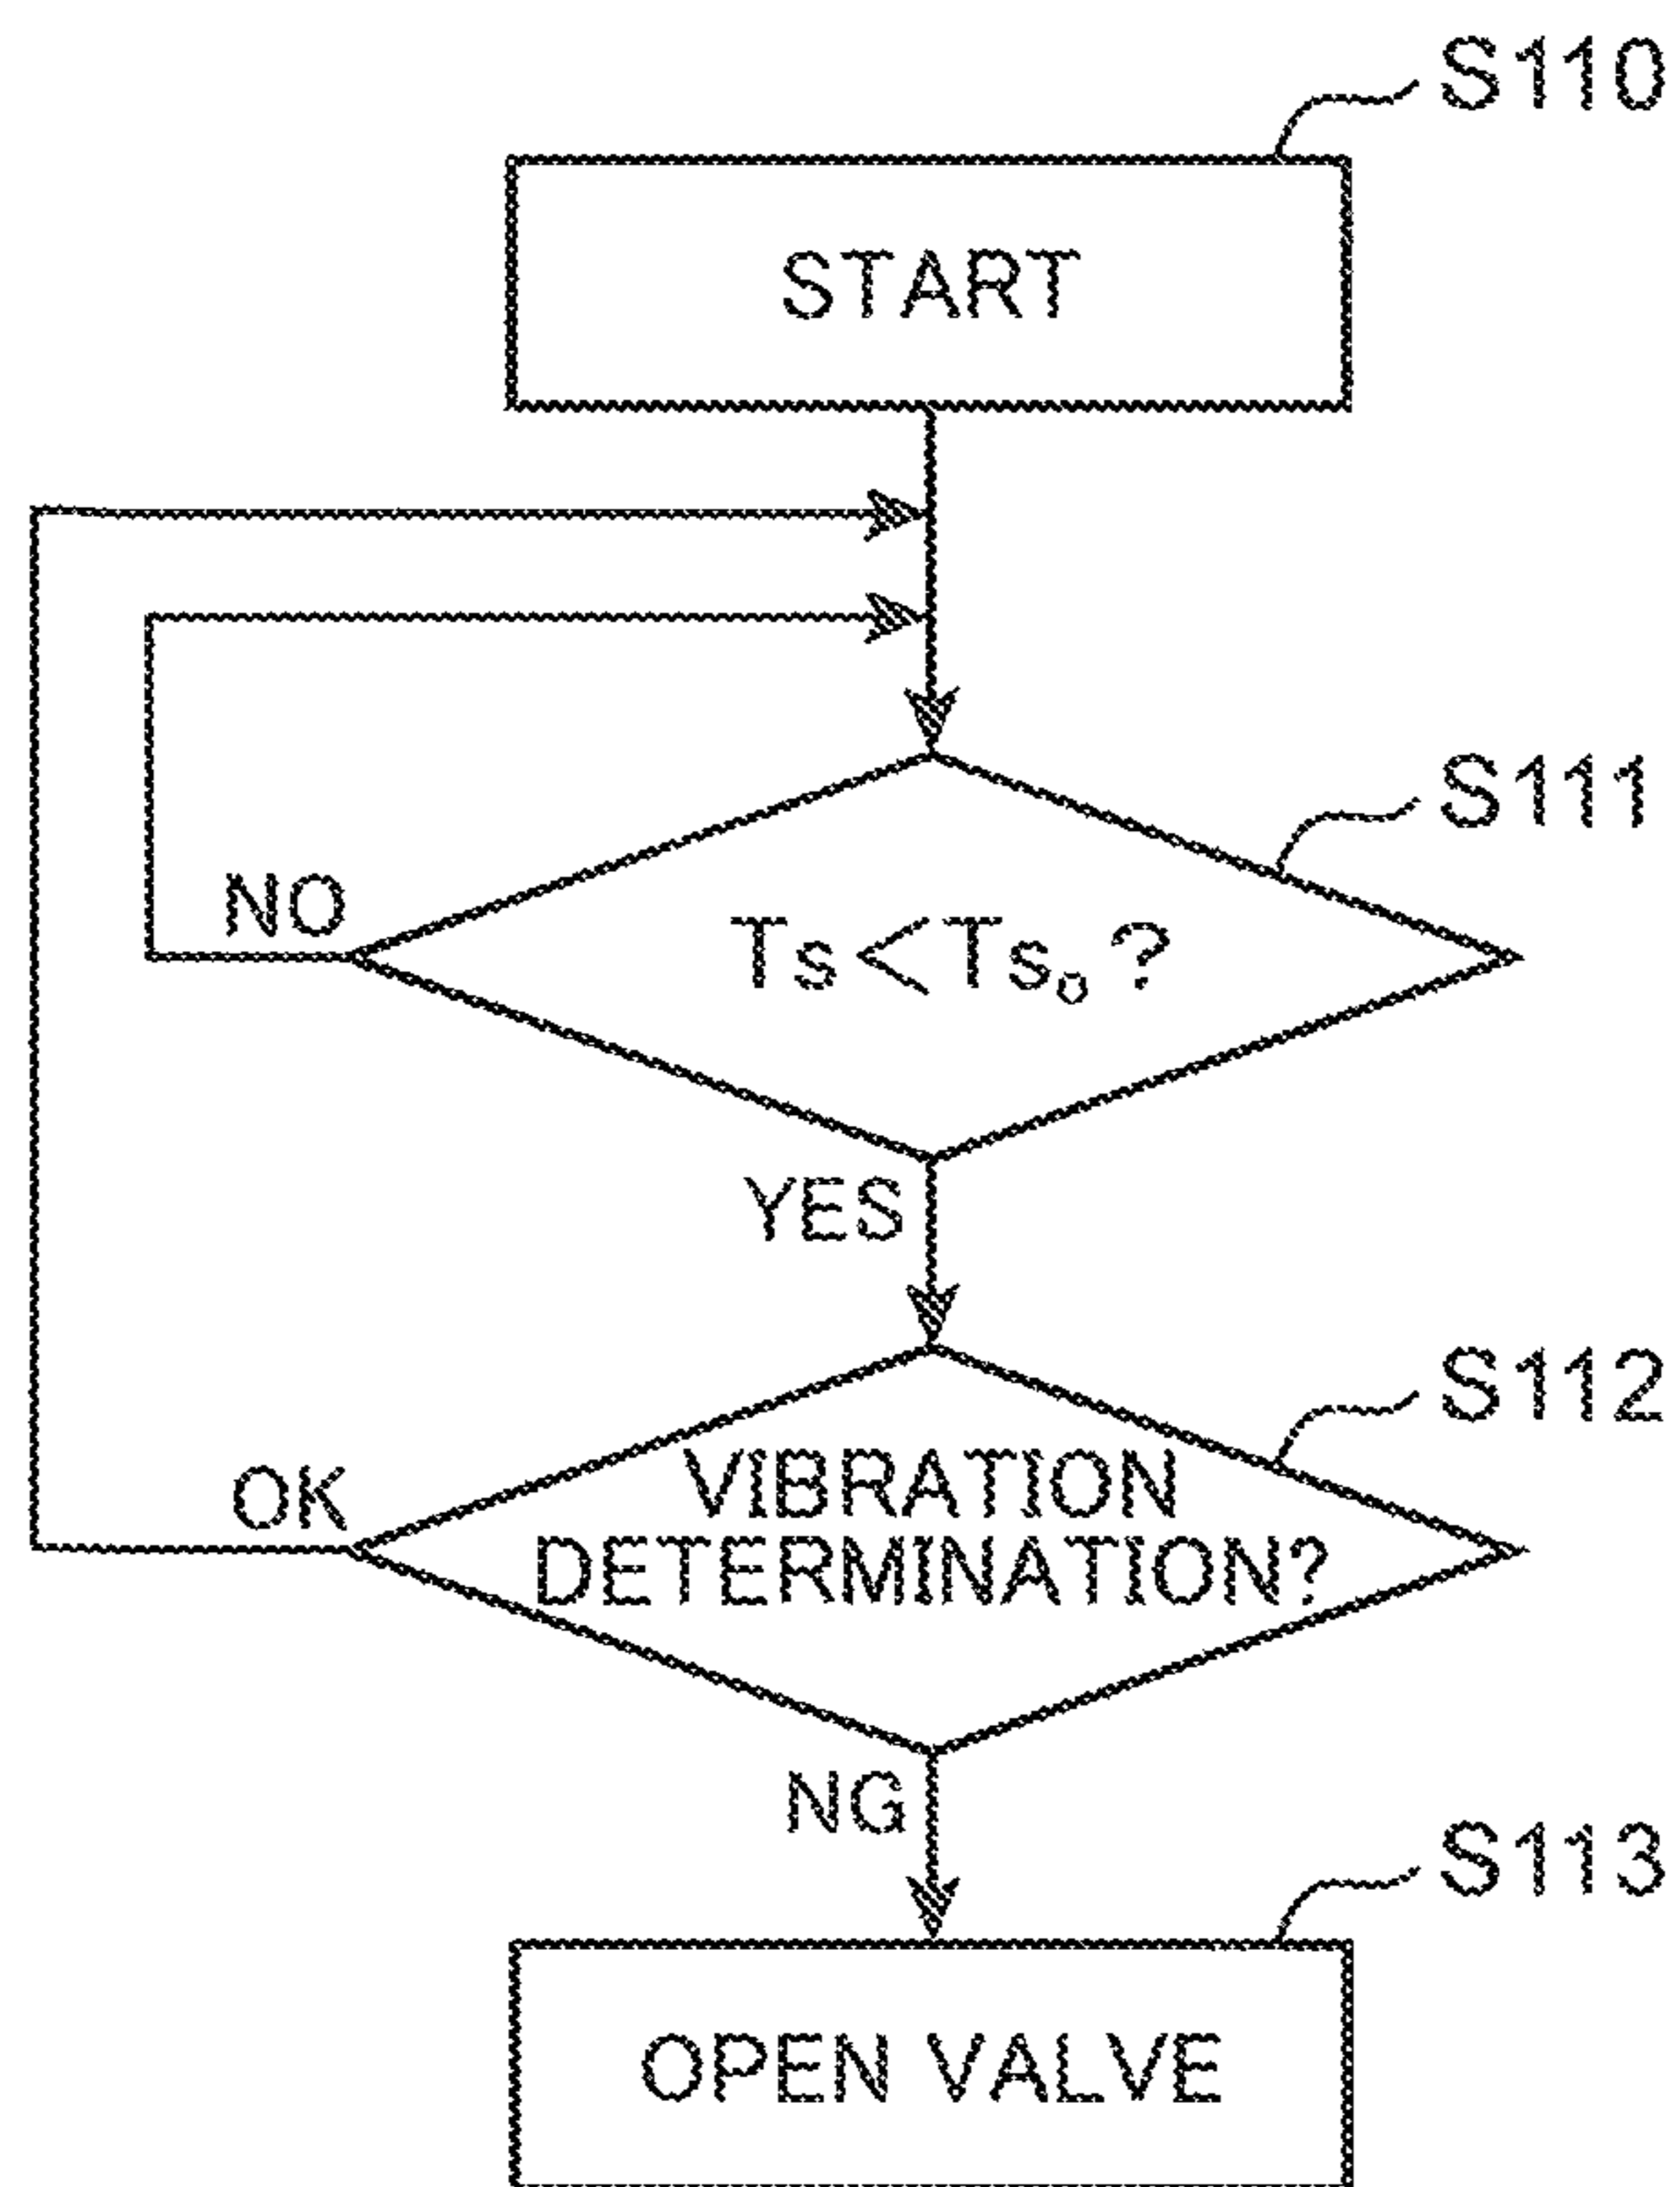 S110
START
S111
NO
Ts<Ts₀?
YES
S112
VIBRATION
DETERMINATION?
OK
NG
S113
OPEN VALVE